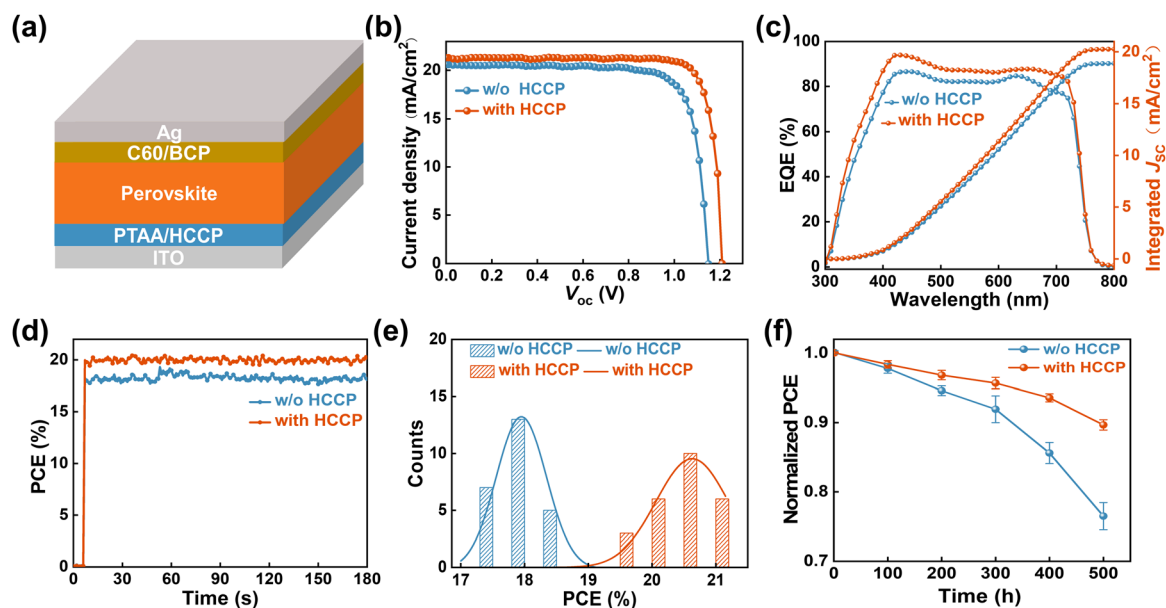 (a)
Ag
C60/BCP
Perovskite
PTAA/HCCP
ITO
(b)
Current density (mA/cm²)
20
15
10
5
0
w/o HCCP
with HCCP
0.0 0.2 0.4 0.6 0.8 1.0 1.2
Voc (V)
(c)
EQE (%)
100
80
60
40
20
0
w/o HCCP
with HCCP
20
15
10
5
0
Integrated JSC (mA/cm²)
300 400 500 600 700 800
Wavelength (nm)
(d)
PCE (%)
20
15
10
5
0
w/o HCCP
with HCCP
0 30 60 90 120 150 180
Time (s)
(e)
Counts
20
15
10
5
0
w/o HCCP w/o HCCP
with HCCP with HCCP
17 18 19 20 21
PCE (%)
(f)
Normalized PCE
1.0
0.9
0.8
0.7
w/o HCCP
with HCCP
0 100 200 300 400 500
Time (h)